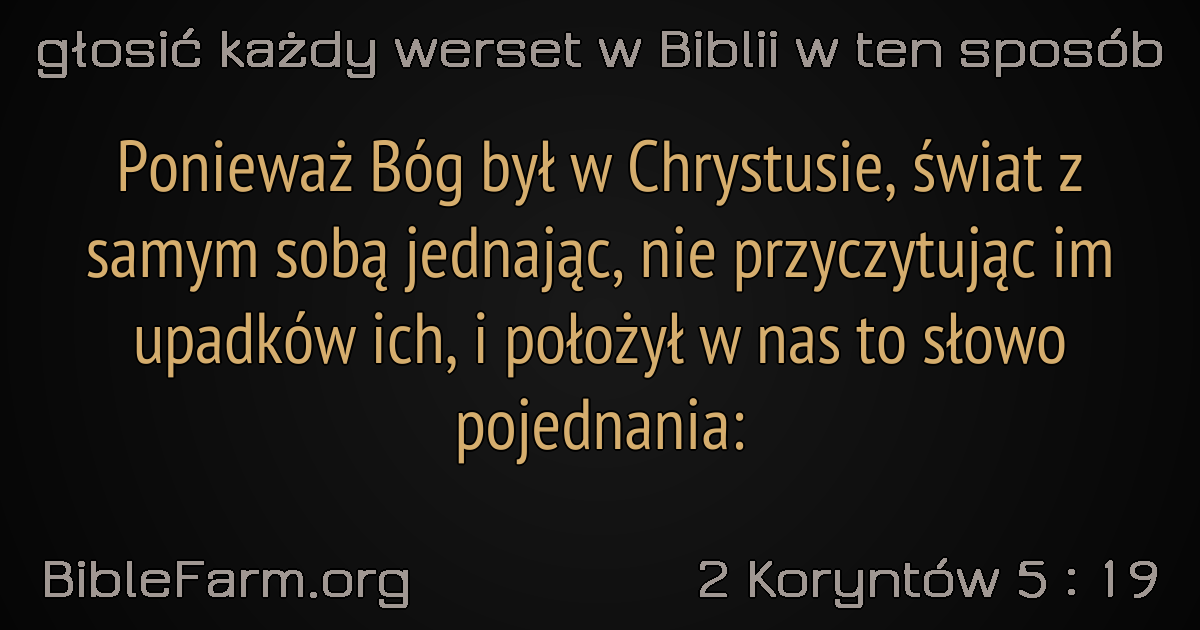 głosić każdy werset w Biblii w ten sposób
Ponieważ Bóg był w Chrystusie, świat z
samym sobą jednając, nie przyczytując im
upadków ich, i położył w nas to słowo
pojednania:
BibleFarm.org
2 Koryntów 5 : 19